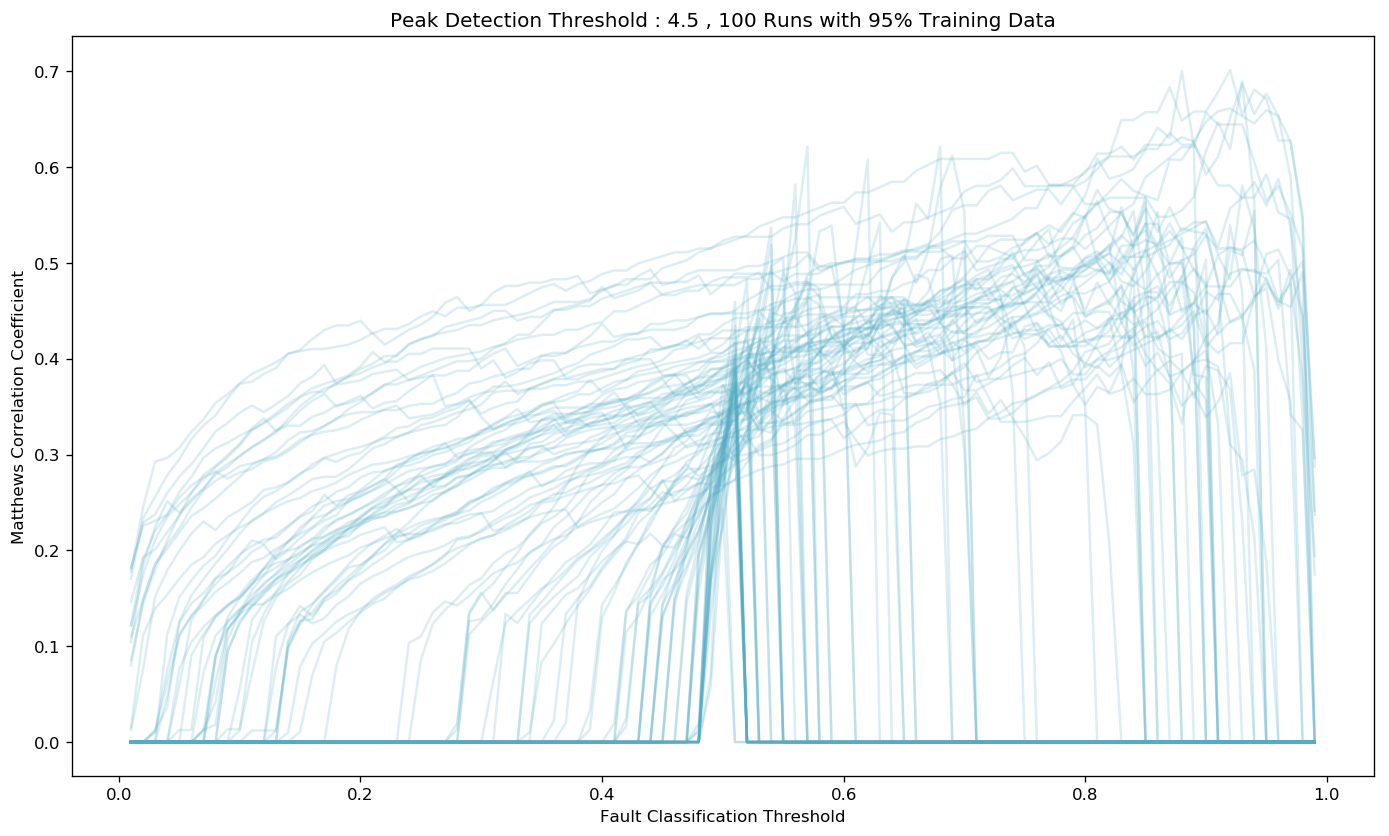 Peak Detection Threshold : 4.5 , 100 Runs with 95% Training Data
0.7
0.6
0.5
0.4
0.3
0.2
0.1
0.0
Matthews Correlation Coefficient
0.0 0.2 0.4 0.6 0.8 1.0
Fault Classification Threshold